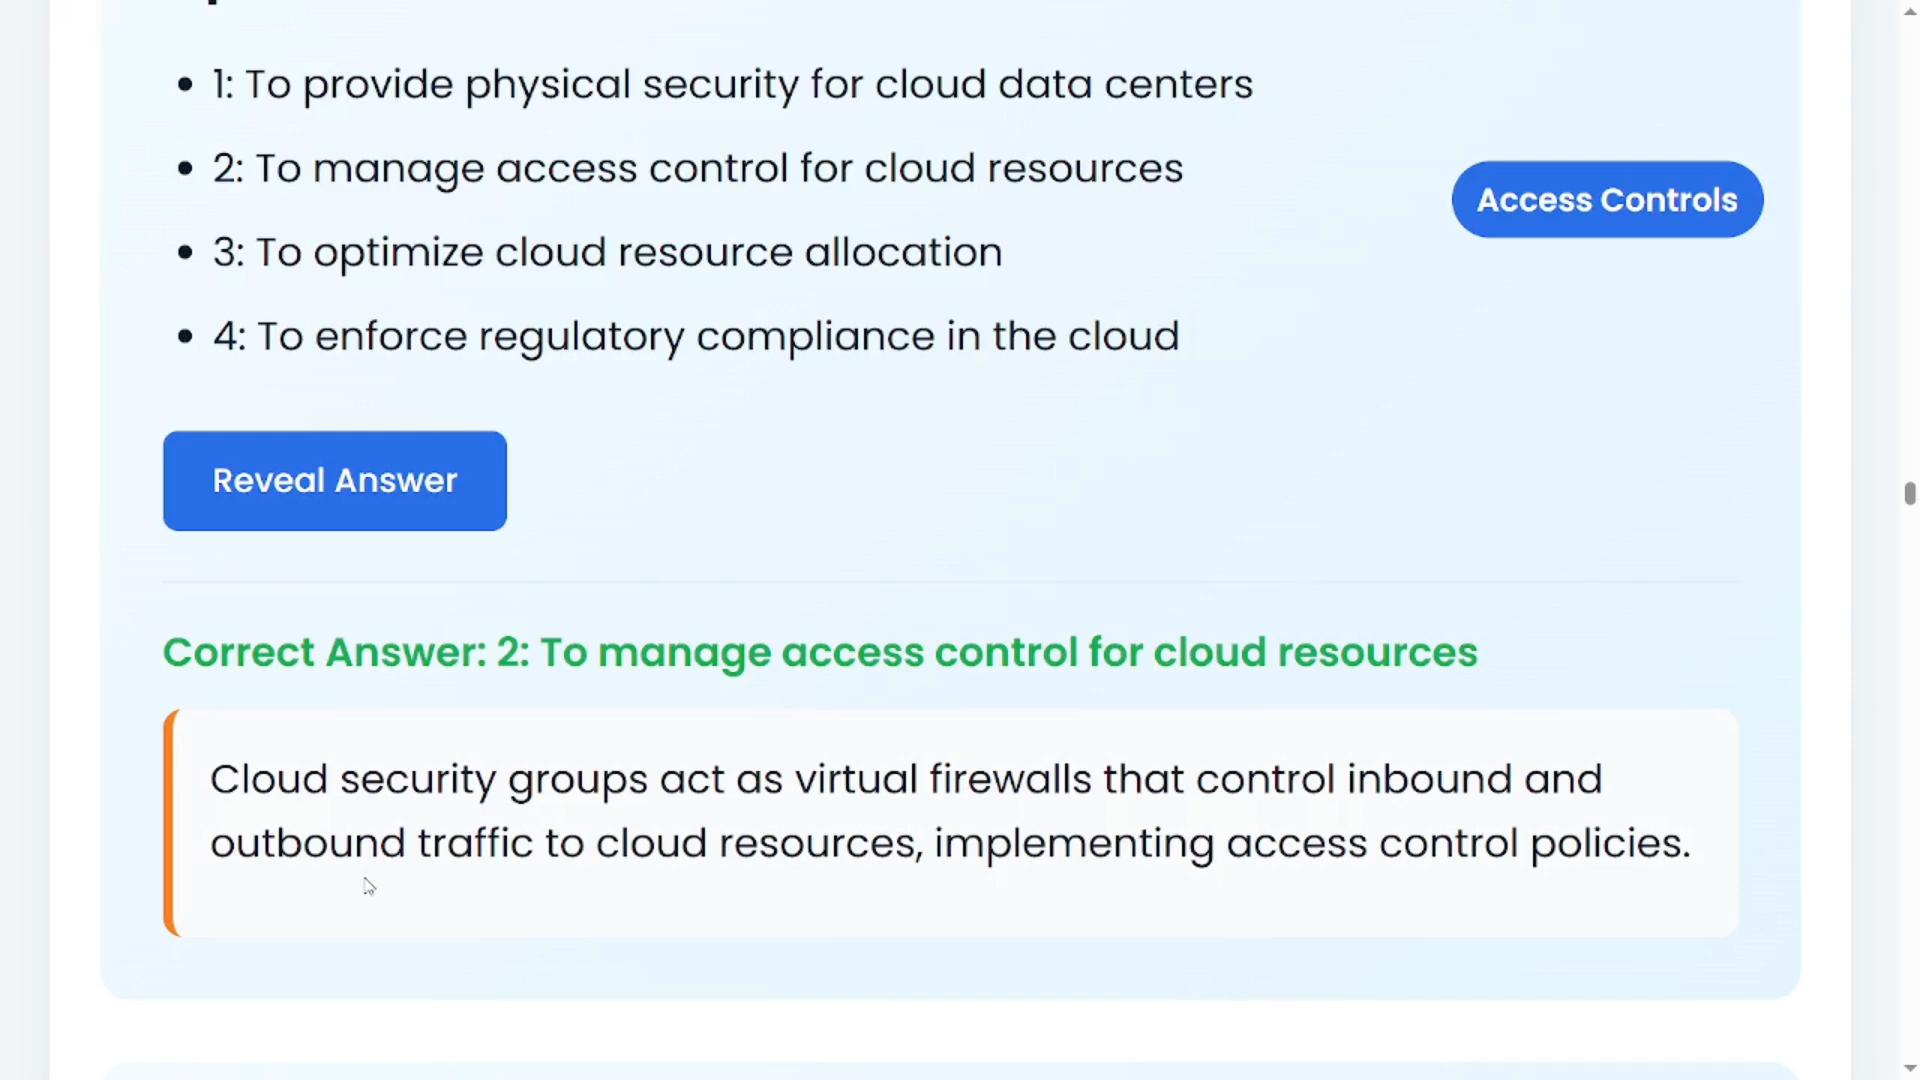 1: To provide physical security for cloud data centers
2: To manage access control for cloud resources
Access Controls
3: To optimize cloud resource allocation
4: To enforce regulatory compliance in the cloud
Reveal Answer
Correct Answer: 2: To manage access control for cloud resources
Cloud security groups act as virtual firewalls that control inbound and
outbound traffic to cloud resources, implementing access control policies.